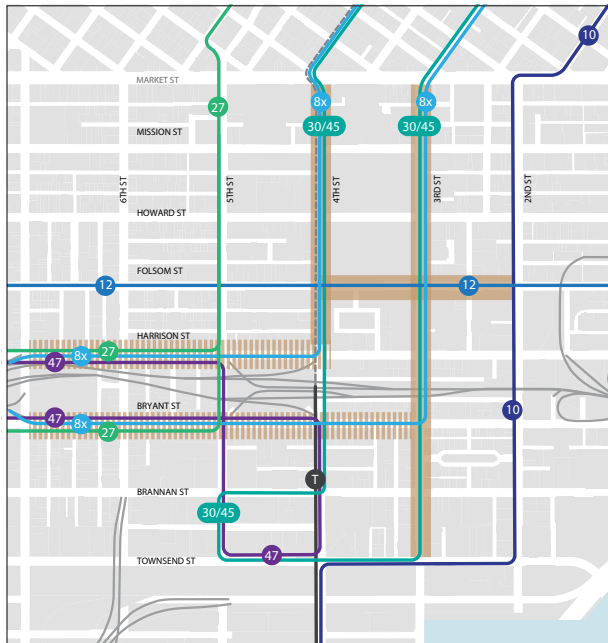 10
MARKET ST
27
8x
8x
MISSION ST
30/45
30/45
6TH ST
5TH ST
4TH ST
3RD ST
2ND ST
HOWARD ST
FOLSOM ST
12
12
HARRISON ST
27
8x
47
BRYANT ST
47
8x
27
10
T
BRANNAN ST
30/45
47
TOWNSEND ST